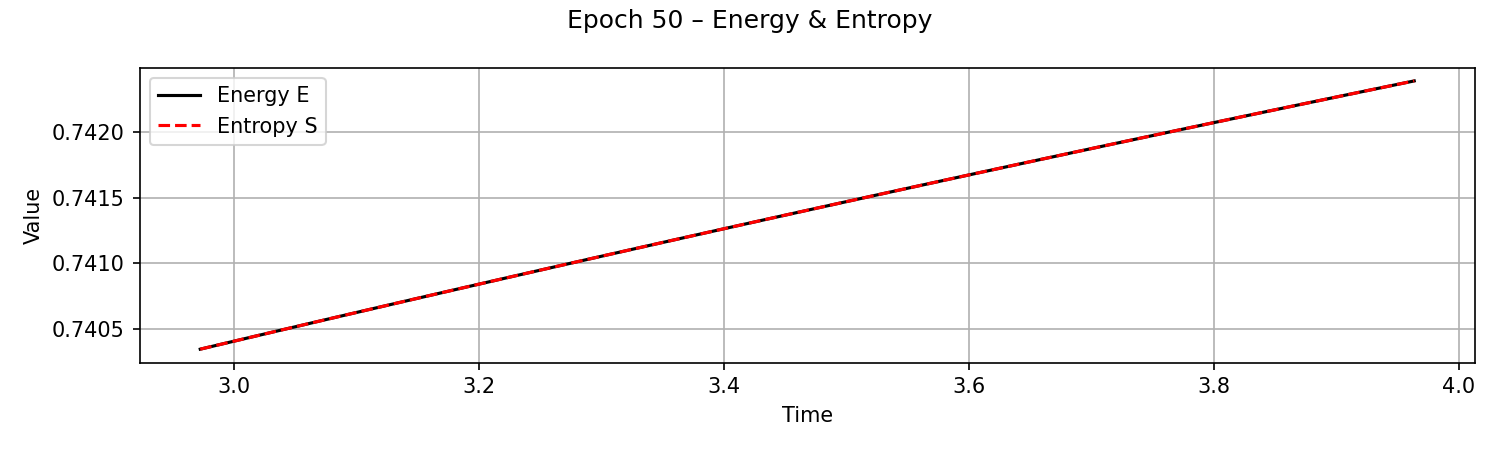 Epoch 50 – Energy & Entropy
Energy E
Entropy S
Value
0.7420
0.7415
0.7410
0.7405
3.0 3.2 3.4 3.6 3.8 4.0
Time